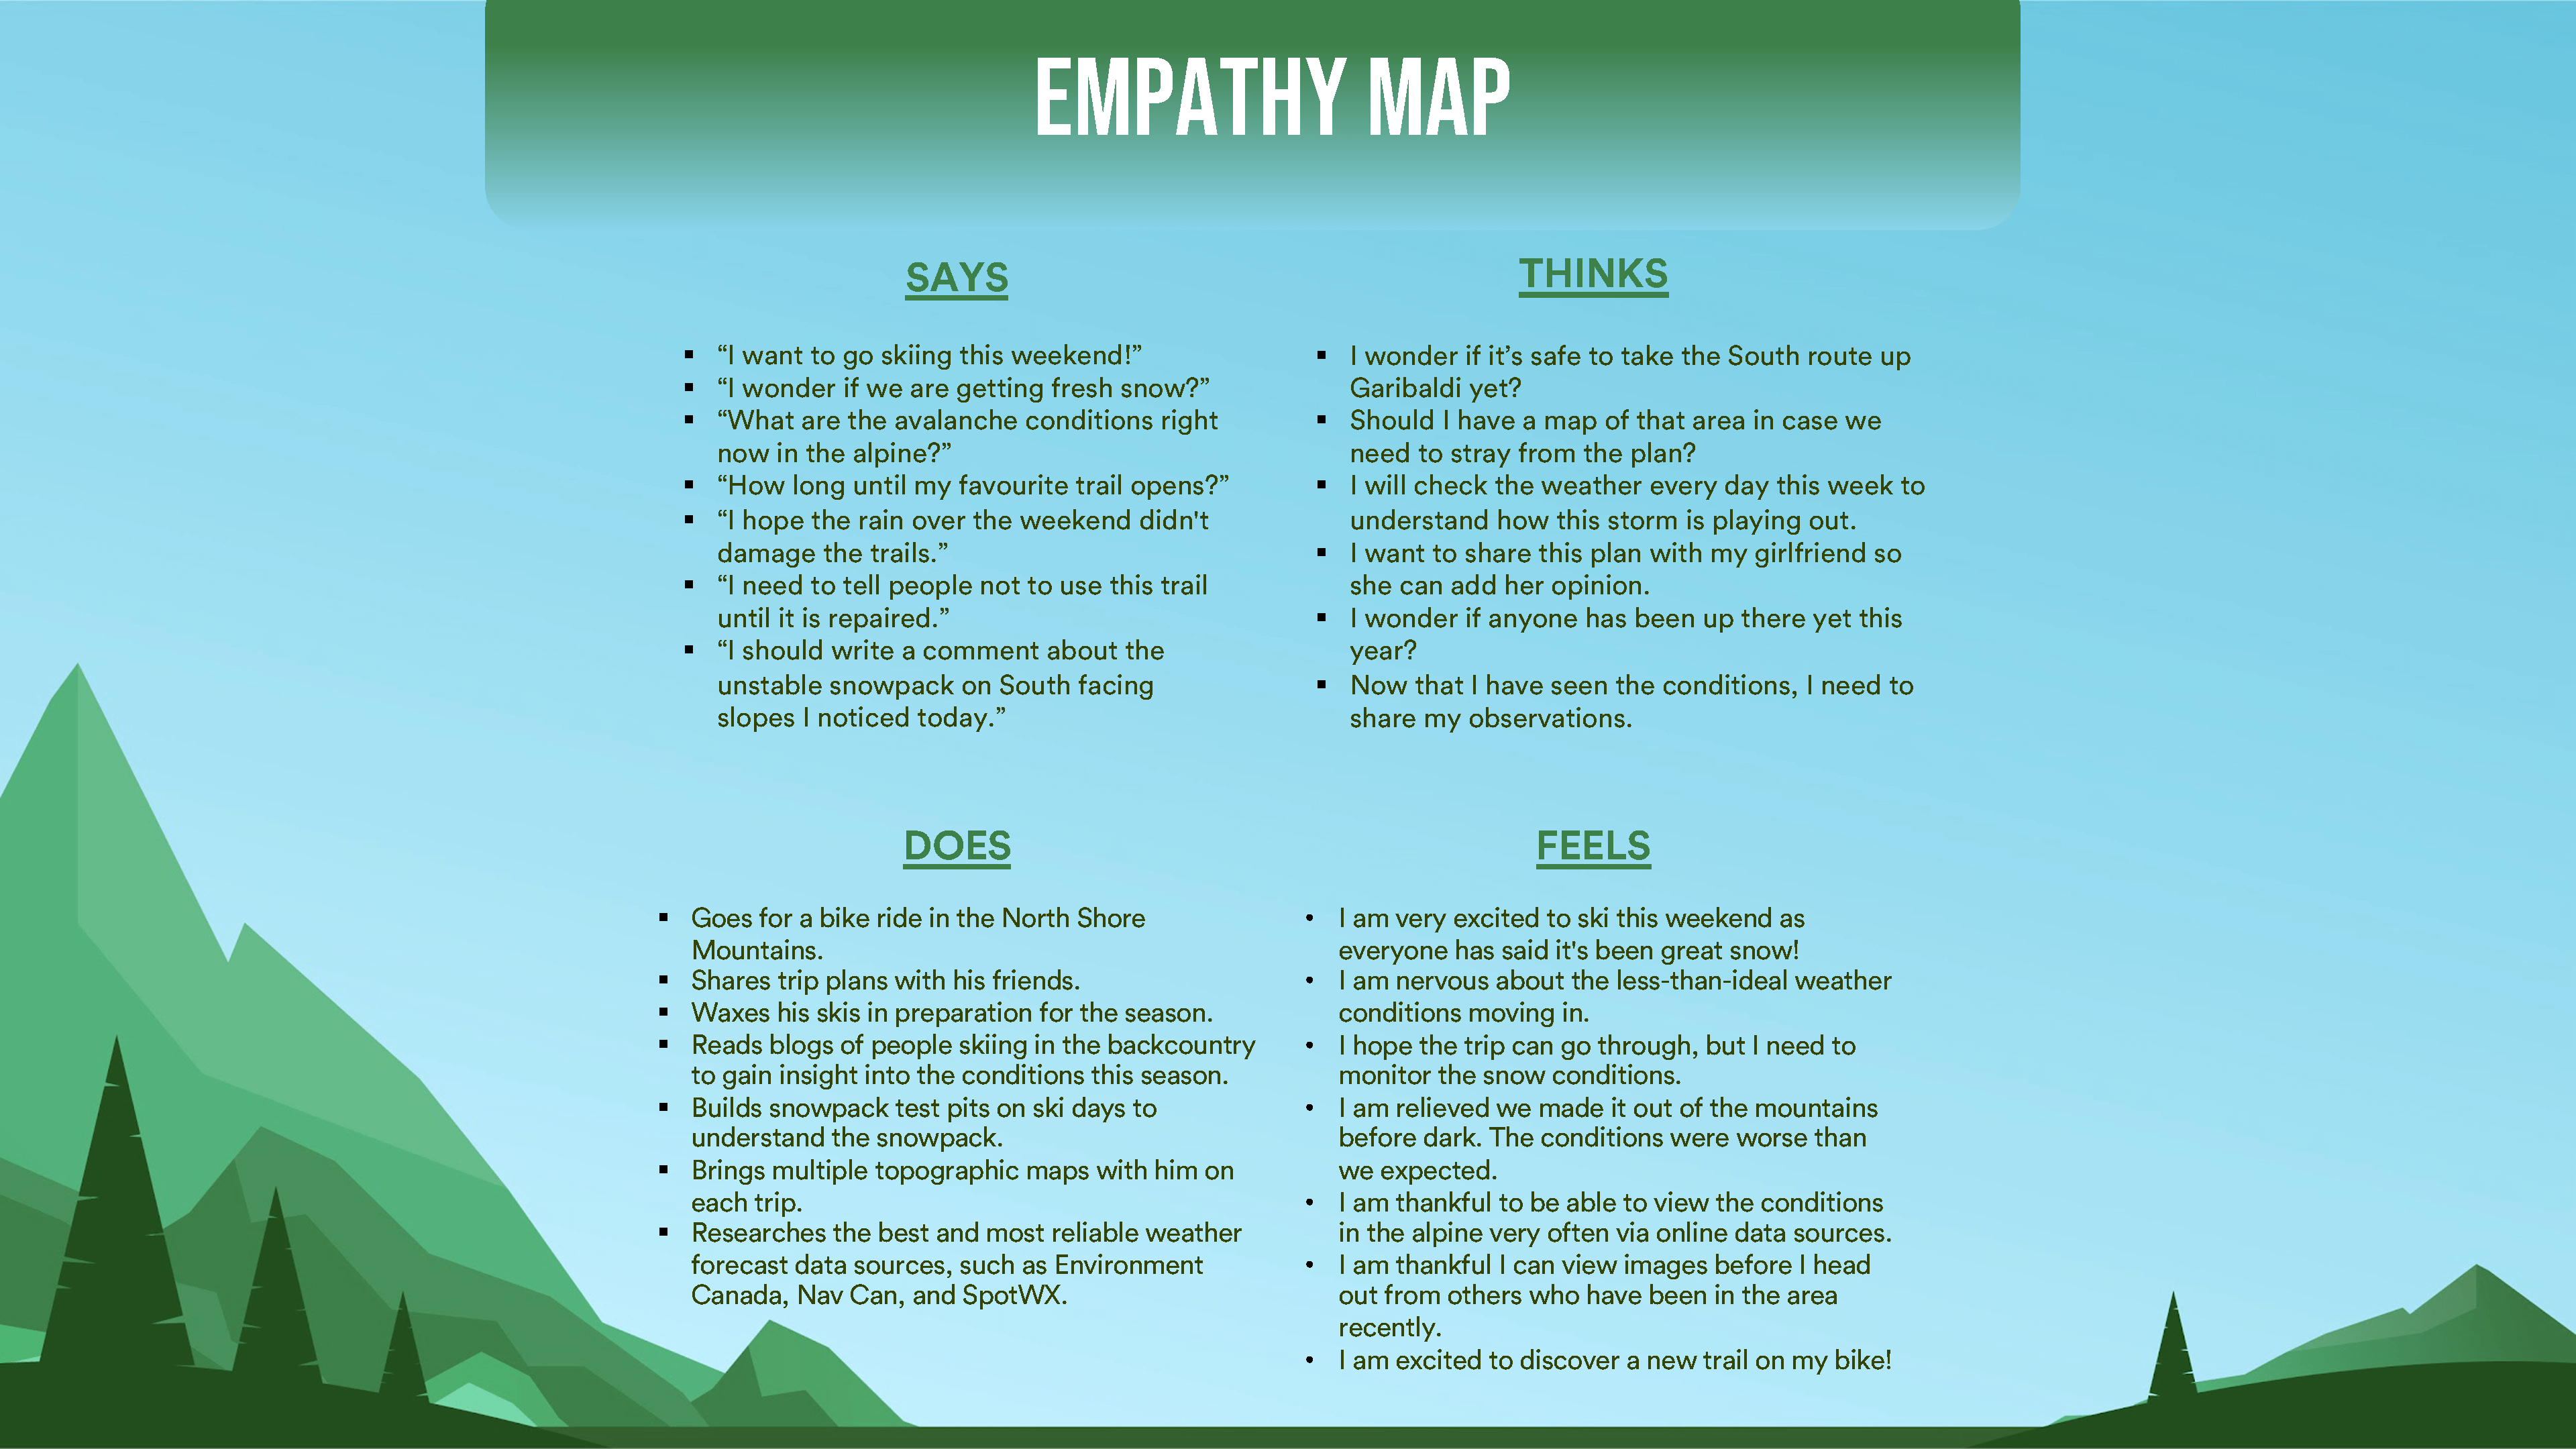 EMPATHY MAP
SAYS
▪ “I want to go skiing this weekend!”
▪ “I wonder if we are getting fresh snow?”
▪ “What are the avalanche conditions right
now in the alpine?”
▪ “How long until my favourite trail opens?”
▪ “I hope the rain over the weekend didn't
damage the trails.”
▪ “I need to tell people not to use this trail
until it is repaired.”
▪ “I should write a comment about the
unstable snowpack on South facing
slopes I noticed today.”
THINKS
▪ I wonder if it’s safe to take the South route up
Garibaldi yet?
▪ Should I have a map of that area in case we
need to stray from the plan?
▪ I will check the weather every day this week to
understand how this storm is playing out.
▪ I want to share this plan with my girlfriend so
she can add her opinion.
▪ I wonder if anyone has been up there yet this
year?
▪ Now that I have seen the conditions, I need to
share my observations.
DOES
▪ Goes for a bike ride in the North Shore
Mountains.
▪ Shares trip plans with his friends.
▪ Waxes his skis in preparation for the season.
▪ Reads blogs of people skiing in the backcountry
to gain insight into the conditions this season.
▪ Builds snowpack test pits on ski days to
understand the snowpack.
▪ Brings multiple topographic maps with him on
each trip.
▪ Researches the best and most reliable weather
forecast data sources, such as Environment
Canada, Nav Can, and SpotWX.
FEELS
• I am very excited to ski this weekend as
everyone has said it's been great snow!
• I am nervous about the less-than-ideal weather
conditions moving in.
• I hope the trip can go through, but I need to
monitor the snow conditions.
• I am relieved we made it out of the mountains
before dark. The conditions were worse than
we expected.
• I am thankful to be able to view the conditions
in the alpine very often via online data sources.
• I am thankful I can view images before I head
out from others who have been in the area
recently.
• I am excited to discover a new trail on my bike!